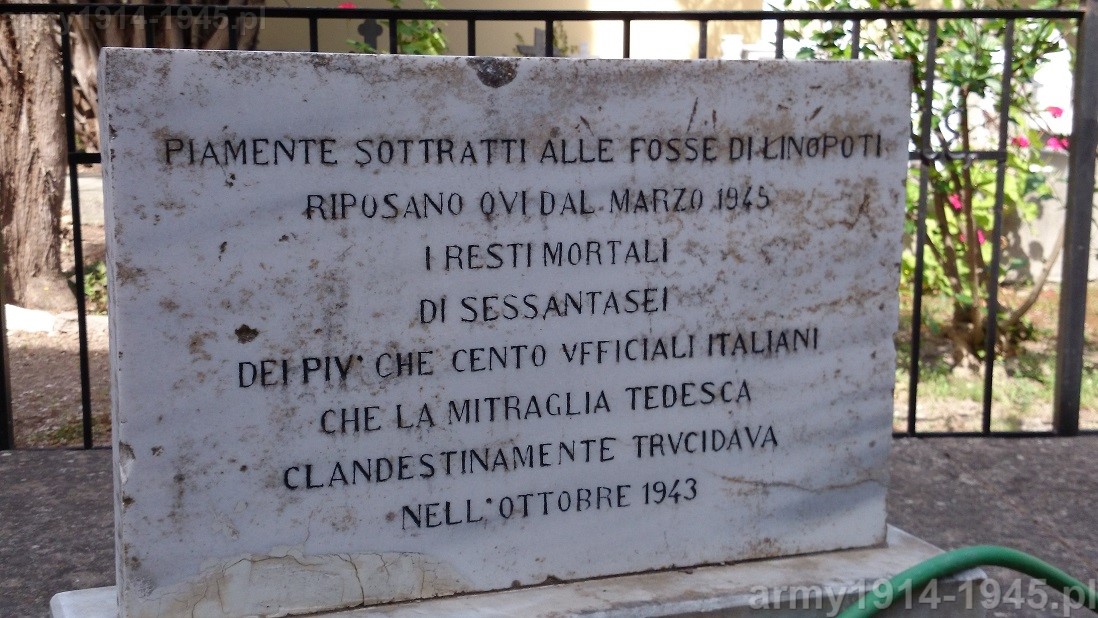 army1914-1945.pl
PIAMENTE SOTTRATTI ALLE FOSSE DI LINOPOTI
RIPOSANO QVI DAL MARZO 1945
I RESTI MORTALI
DI SESSANTASEI
DEI PIV' CHE CENTO VFFICIALI ITALIANI
CHE LA MITRAGLIA TEDESCA
CLANDESTINAMENTE TRVCIDAVA
NELL'OTTOBRE 1943
army1914-1945.pl